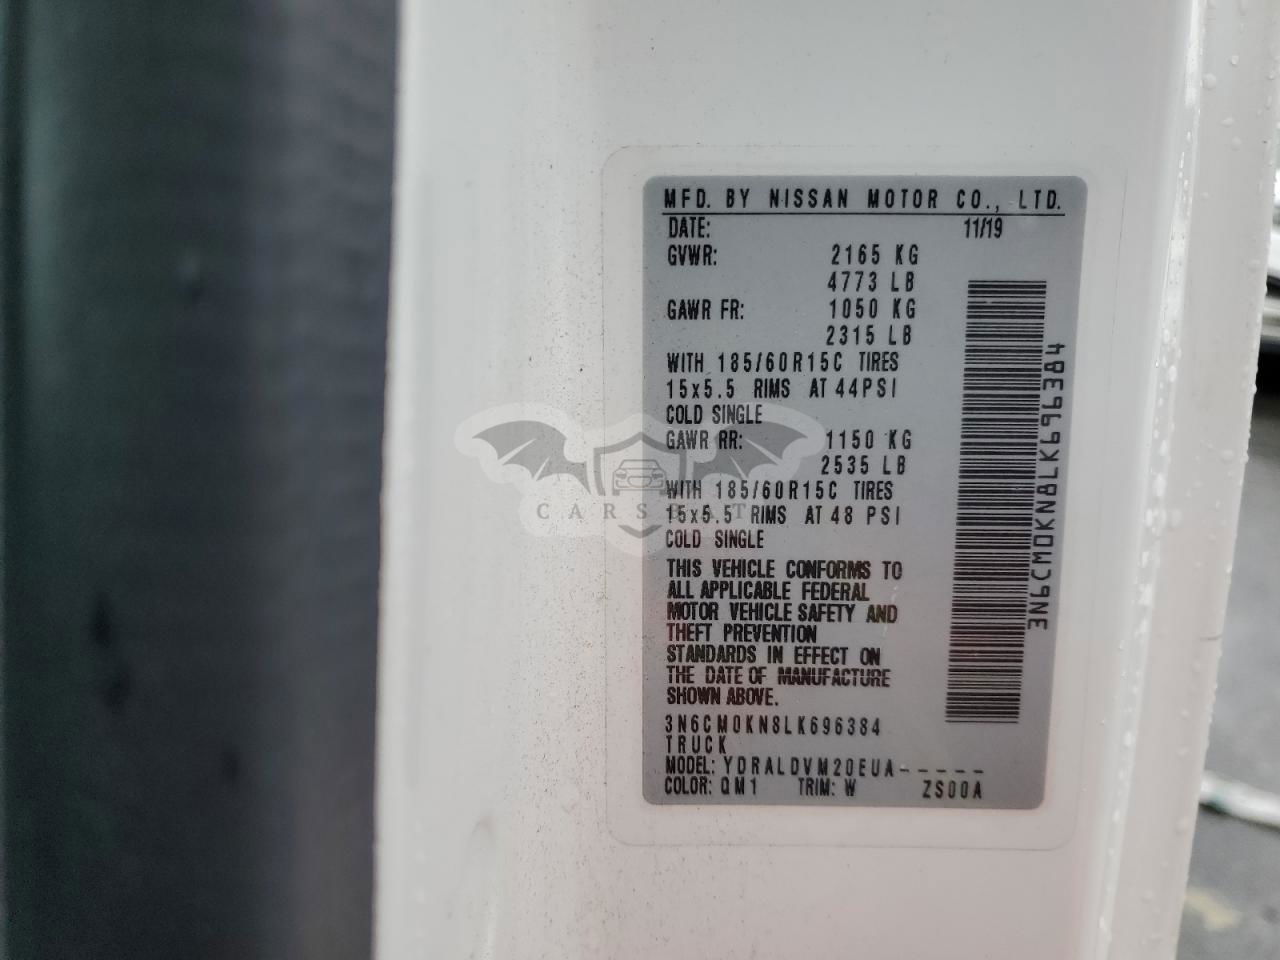 MFD. BY NISSAN MOTOR CO., LTD.
DATE: 11/19
GVWR: 2165 KG
4773 LB
GAWR FR: 1050 KG
2315 LB
WITH 185/60R15C TIRES
15x5.5 RIMS AT 44PSI
COLD SINGLE
GAWR RR: 1150 KG
2535 LB
WITH 185/60R15C TIRES
15x5.5 RIMS AT 48 PSI
COLD SINGLE
THIS VEHICLE CONFORMS TO
ALL APPLICABLE FEDERAL
MOTOR VEHICLE SAFETY AND
THEFT PREVENTION
STANDARDS IN EFFECT ON
THE DATE OF MANUFACTURE
SHOWN ABOVE.
3N6CM0KN8LK696384
TRUCK
MODEL: YDRALDVM20EUA-----
COLOR: QM1 TRIM: W ZS00A
3N6CM0KN8LK696384
CARSBAT